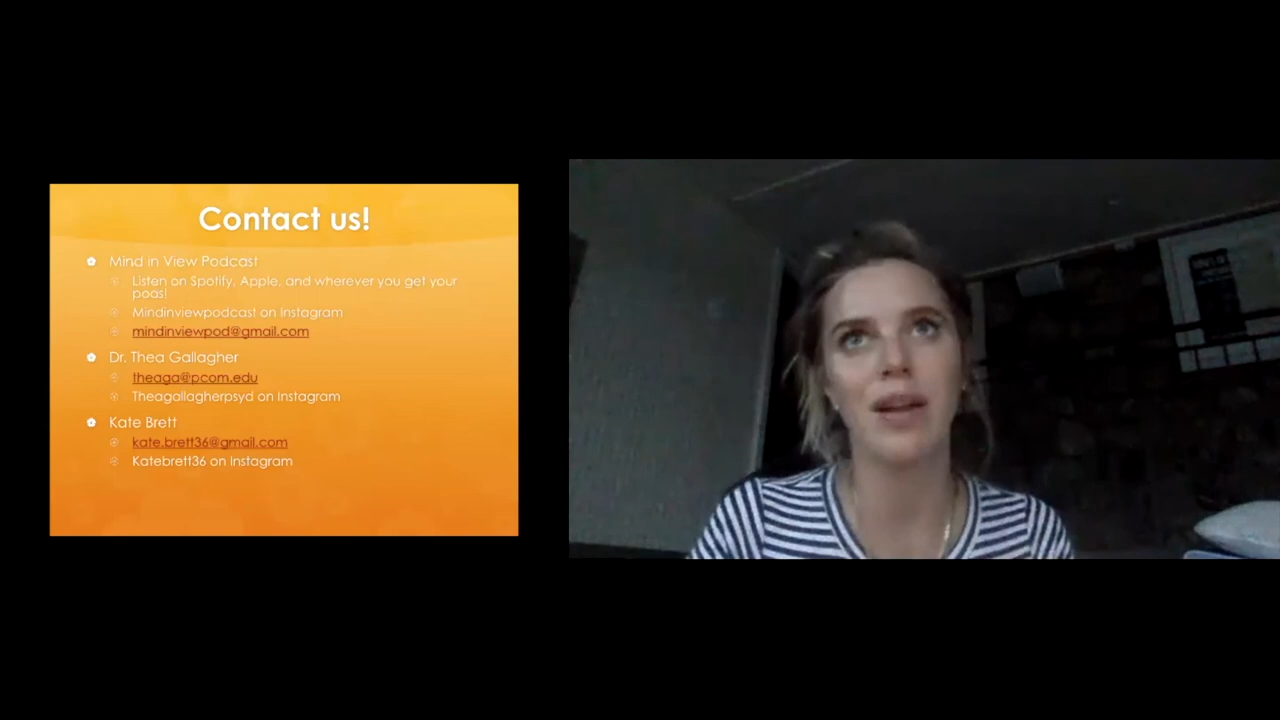 Contact us!
Mind in View Podcast
Listen on Spotify, Apple, and wherever you get your
pods!
Mindinviewpodcast on Instagram
mindinviewpod@gmail.com
Dr. Thea Gallagher
theaga@pcom.edu
Theagallagherpsyd on Instagram
Kate Brett
kate.brett36@gmail.com
Katebrett36 on Instagram